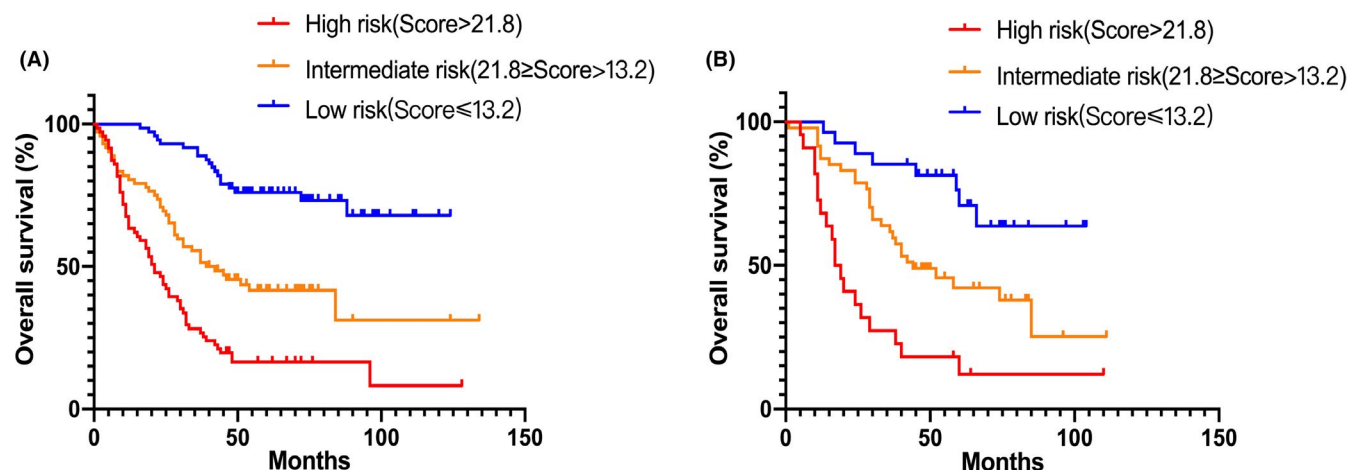 (A)
High risk(Score>21.8)
Intermediate risk(21.8≥Score>13.2)
Low risk(Score⩽13.2)
Overall survival (%)
100
50
0
0 50 100 150
Months
(B)
High risk(Score>21.8)
Intermediate risk(21.8≥Score>13.2)
Low risk(Score⩽13.2)
Overall survival (%)
100
50
0
0 50 100 150
Months